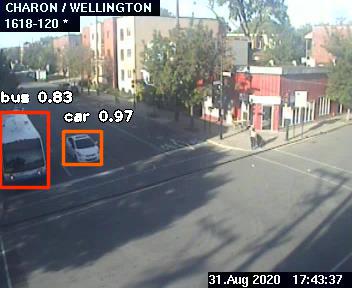 CHARON / WELLINGTON
1618-120 *
bus 0.83
car 0.97
31.Aug 2020 17:43:37